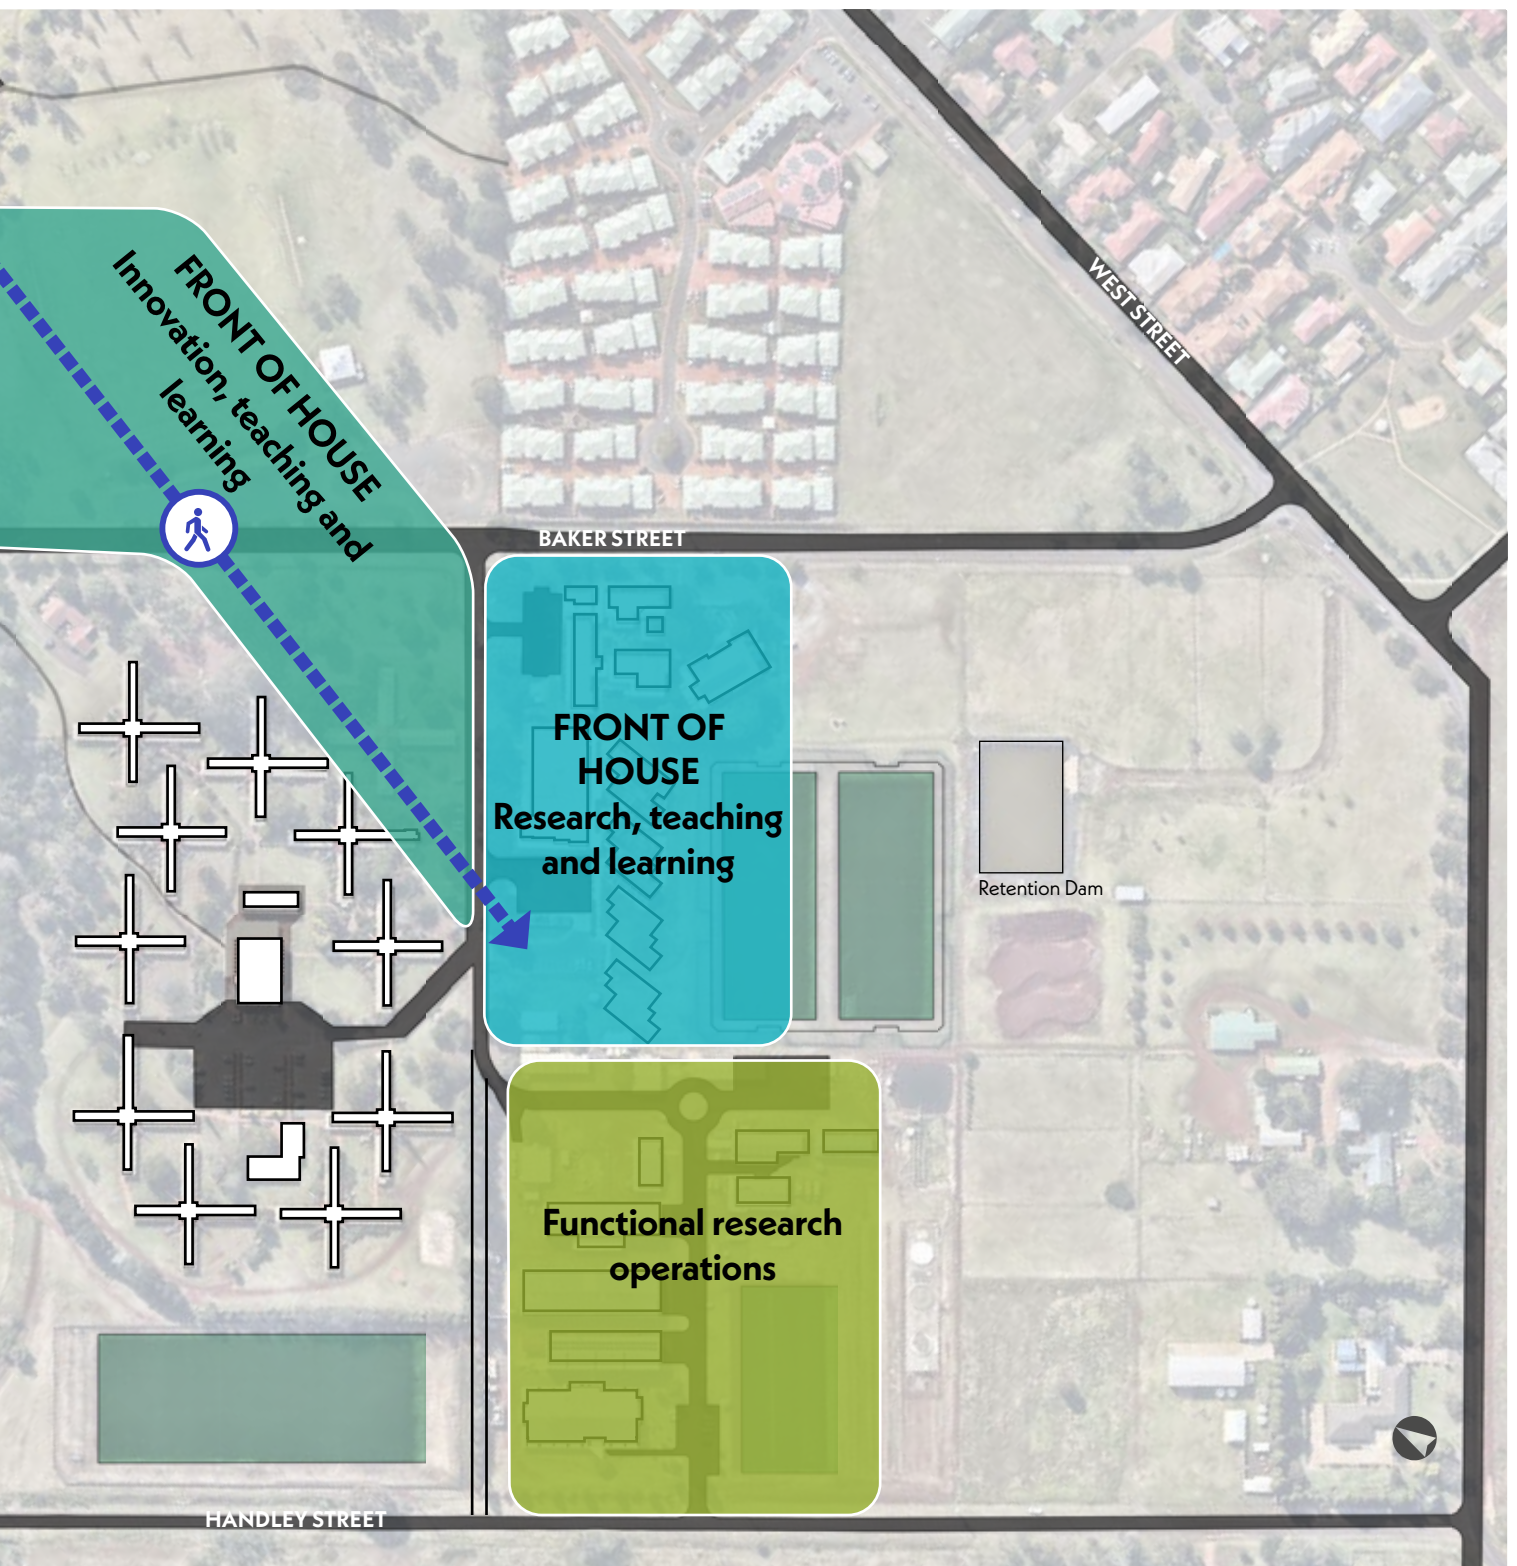 FRONT OF HOUSE
Innovation, teaching and
learning
WEST STREET
BAKER STREET
FRONT OF
HOUSE
Research, teaching
and learning
Retention Dam
Functional research
operations
HANDLEY STREET